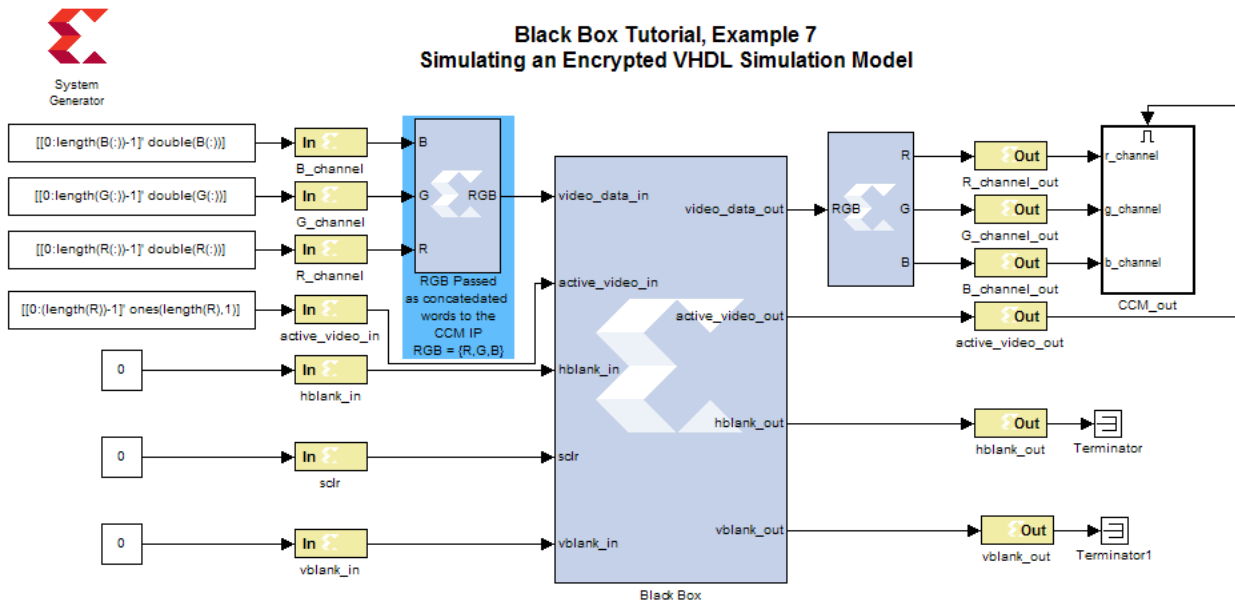 Black Box Tutorial, Example 7
Simulating an Encrypted VHDL Simulation Model
System
Generator
[[0:length(B(:))-1]' double(B(:))]
In
B_channel
[[0:length(G(:))-1]' double(G(:))]
In
G_channel
[[0:length(R(:))-1]' double(R(:))]
In
R_channel
[[0:(length(R))-1]' ones(length(R),1)]
In
active_video_in
0
In
hblank_in
0
In
sclr
0
In
vblank_in
B
G
R
RGB
RGB Passed
as concatedated
words to the
CCM IP
RGB = {R,G,B}
video_data_in
active_video_in
hblank_in
sclr
vblank_in
video_data_out
active_video_out
hblank_out
vblank_out
Black Box
RGB
R
G
B
Out
R_channel_out
Out
G_channel_out
Out
B_channel_out
Out
active_video_out
r_channel
g_channel
b_channel
CCM_out
Out
hblank_out
Terminator
Out
vblank_out
Terminator1